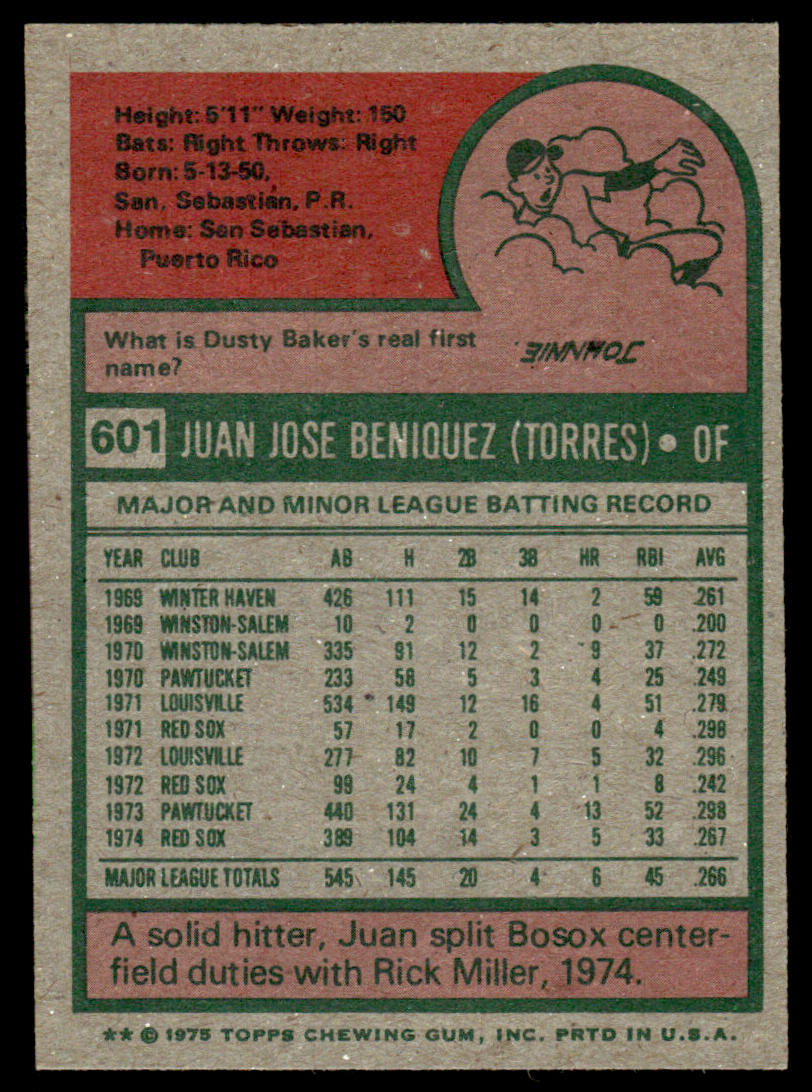 Height: 5'11" Weight: 150
Bats: Right Throws: Right
Born: 5-13-50,
San, Sebastián, P.R.
Home: San Sebastian,
Puerto Rico
What is Dusty Baker's real first
name?
JOHNNIE.
601 JUAN JOSE BENIQUEZ (TORRES) • OF
MAJOR AND MINOR LEAGUE BATTING RECORD
YEAR CLUB AB H 2B 3B HR RBI AVG
1969 WINTER HAVEN 426 111 15 14 2 59 .261
1969 WINSTON-SALEM 10 2 0 0 0 0 .200
1970 WINSTON-SALEM 335 91 12 2 9 37 .272
1970 PAWTUCKET 233 58 5 3 4 25 .249
1971 LOUISVILLE 534 149 12 16 4 51 .279
1971 RED SOX 57 17 2 0 0 4 .298
1972 LOUISVILLE 277 82 10 7 5 32 .296
1972 RED SOX 99 24 4 1 1 8 .242
1973 PAWTUCKET 440 131 24 4 13 52 .298
1974 RED SOX 389 104 14 3 5 33 .267
MAJOR LEAGUE TOTALS 545 145 20 4 6 45 .266
A solid hitter, Juan split Bosox center-
field duties with Rick Miller, 1974.
** © 1975 TOPPS CHEWING GUM, INC. PRTD IN U.S.A.